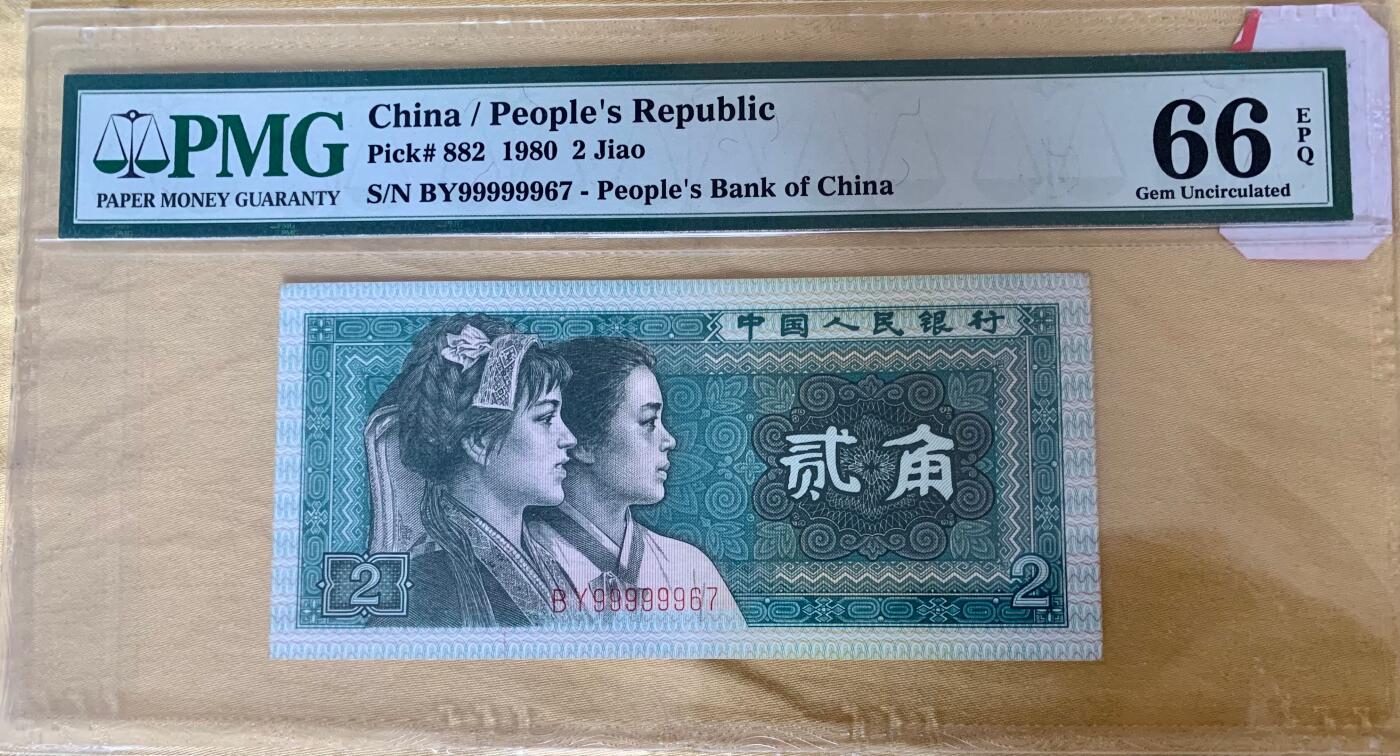 PMG
PAPER MONEY GUARANTY
China / People's Republic
Pick# 882 1980 2 Jiao
S/N BY99999967 - People's Bank of China
66
EPQ
Gem Uncirculated
中国人民银行
贰角
2
2
BY99999967